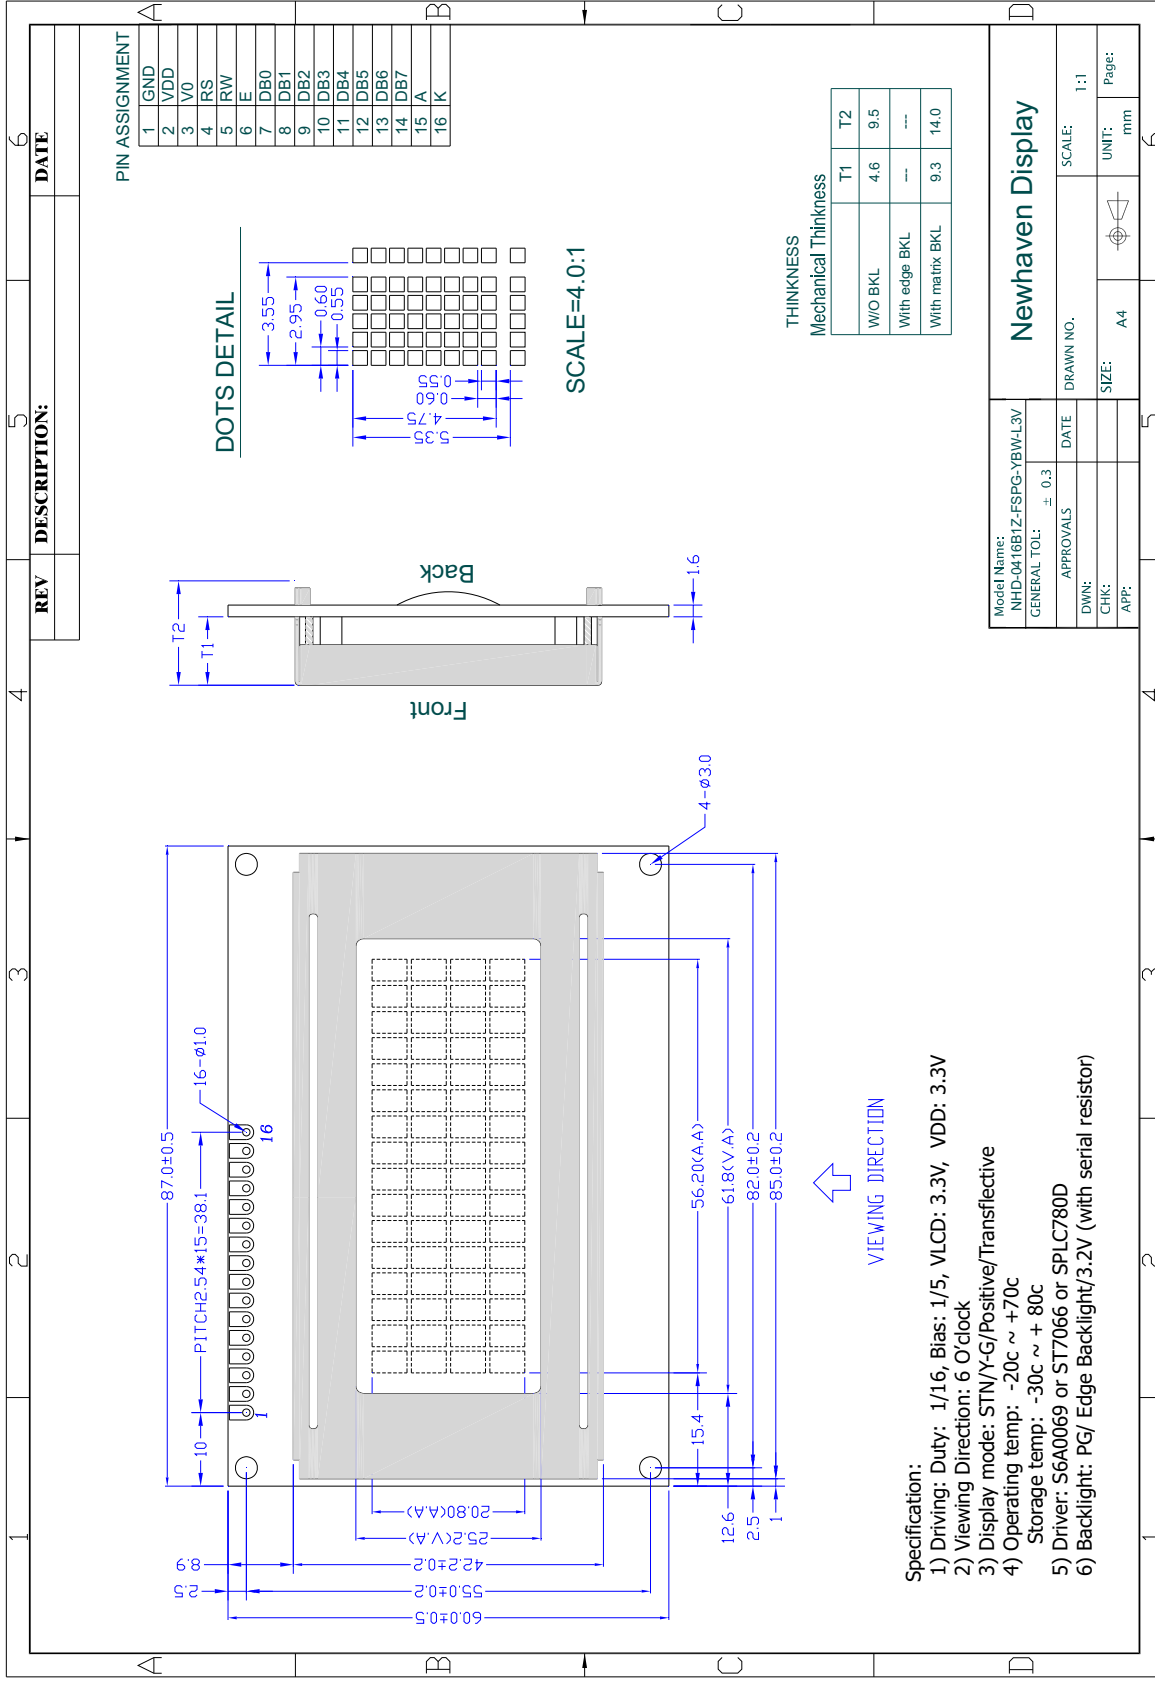 REV DESCRIPTION: DATE
1 2 3 4 5 6
A
B
C
D
PIN ASSIGNMENT
1 GND
2 VDD
3 V0
4 RS
5 RW
6 E
7 DB0
8 DB1
9 DB2
10 DB3
11 DB4
12 DB5
13 DB6
14 DB7
15 A
16 K
DOTS DETAIL
3.55
2.95
0.60
0.55
0.55
0.60
4.75
5.35
SCALE=4.0:1
T2
T1
Front
Back
1.6
87.0±0.5
PITCH2.54*15=38.1
10
16-Ø1.0
1
16
8.9
2.5
20.80(A.A)
25.2(V.A)
42.2±0.2
55.0±0.2
60.0±0.5
4-Ø3.0
15.4
56.20(A.A)
12.6
61.8(V.A)
2.5
82.0±0.2
1
85.0±0.2
VIEWING DIRECTION
THINKNESS
Mechanical Thinkness
T1 T2
W/O BKL 4.6 9.5
With edge BKL --- ---
With matrix BKL 9.3 14.0
Specification:
1) Driving: Duty: 1/16, Bias: 1/5, VLCD: 3.3V, VDD: 3.3V
2) Viewing Direction: 6 O'clock
3) Display mode: STN/Y-G/Positive/Transflective
4) Operating temp: -20c ~ +70c
Storage temp: -30c ~ + 80c
5) Driver: S6A0069 or ST7066 or SPLC780D
6) Backlight: PG/ Edge Backlight/3.2V (with serial resistor)
Model Name:
NHD-0416B1Z-FSPG-YBW-L3V
GENERAL TOL: ± 0.3
APPROVALS DATE
DWN:
CHK:
APP:
Newhaven Display
DRAWN NO.
SCALE: 1:1
SIZE: A4
UNIT: mm
Page:
A
B
C
D
1 2 3 4 5 6